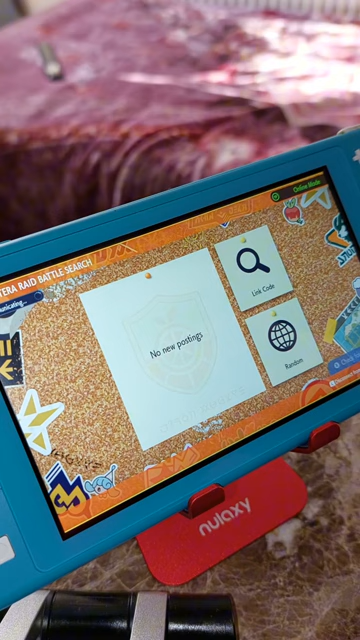 TERA RAID BATTLE SEARCH
Online Mode
Link Code
No new postings
Random
nulaxy